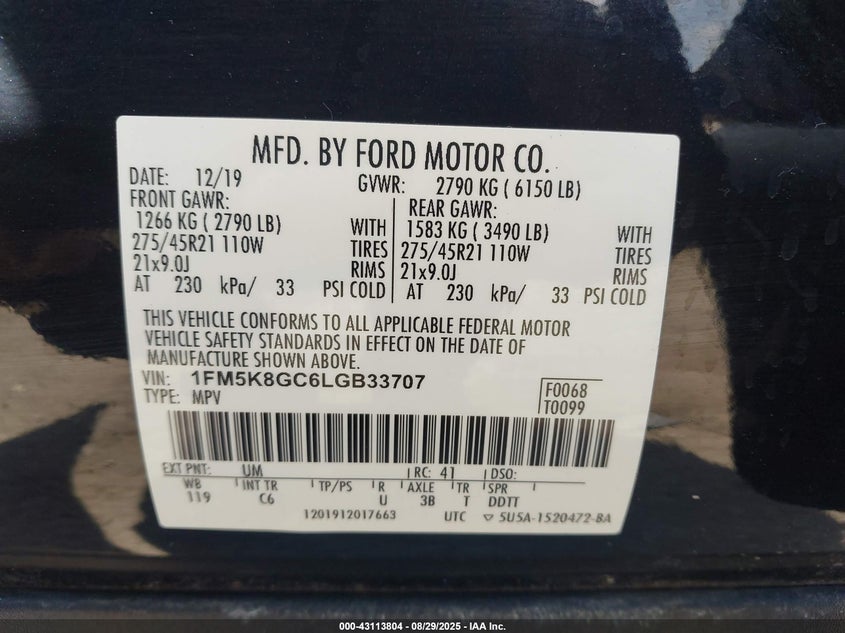 MFD. BY FORD MOTOR CO.
DATE: 12/19 GVWR: 2790 KG ( 6150 LB)
FRONT GAWR: REAR GAWR:
1266 KG ( 2790 LB) WITH 1583 KG ( 3490 LB) WITH
275/45R21 110W TIRES 275/45R21 110W TIRES
21x9.0J RIMS 21x9.0J RIMS
AT 230 kPa/ 33 PSI COLD AT 230 kPa/ 33 PSI COLD
THIS VEHICLE CONFORMS TO ALL APPLICABLE FEDERAL MOTOR
VEHICLE SAFETY STANDARDS IN EFFECT ON THE DATE OF
MANUFACTURE SHOWN ABOVE.
VIN: 1FM5K8GC6LGB33707 F0068
TYPE: MPV T0099
EXT PNT: UM RC: 41 DSO:
WB INT TR TP/PS R AXLE TR SPR
119 C6 U 3B T DDTT
1201912017663 UTC ▽ 5U5A-1520472-BA
000-43113804 | 08/29/2025 | IAA Inc.